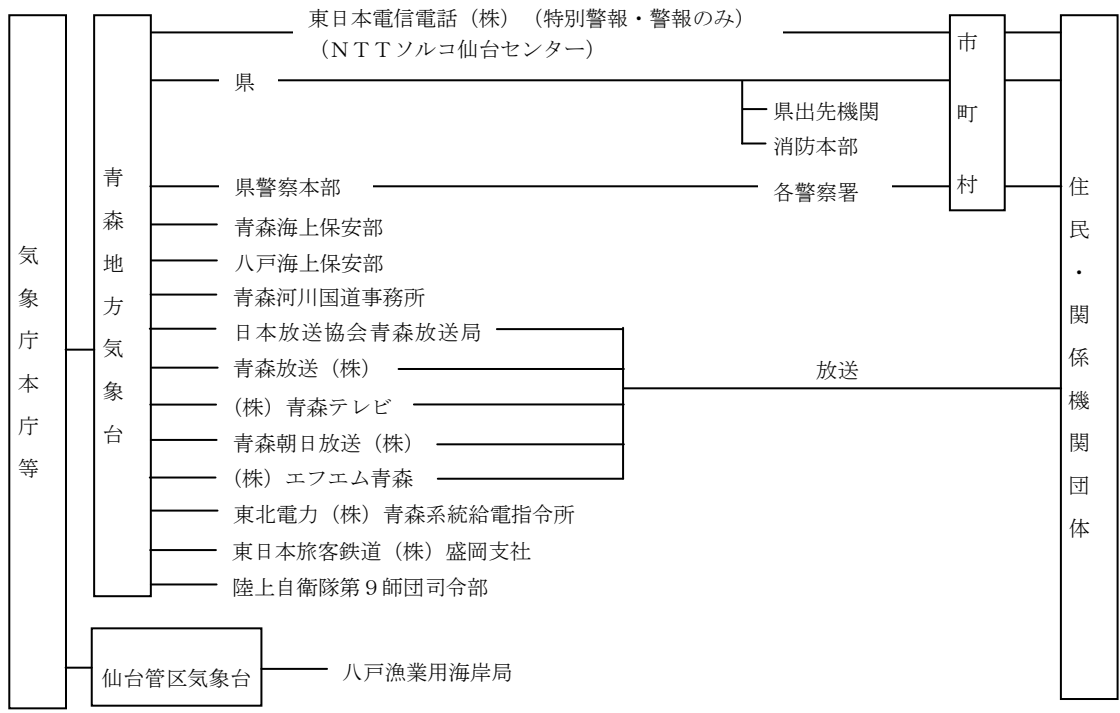 気象庁本庁等
青森地方気象台
東日本電信電話（株）（特別警報・警報のみ）
（ＮＴＴソルコ仙台センター）
県
県出先機関
消防本部
県警察本部
各警察署
青森海上保安部
八戸海上保安部
青森河川国道事務所
日本放送協会青森放送局
青森放送（株）
（株）青森テレビ
青森朝日放送（株）
（株）エフエム青森
放送
東北電力（株）青森系統給電指令所
東日本旅客鉄道（株）盛岡支社
陸上自衛隊第９師団司令部
仙台管区気象台
八戸漁業用海岸局
市町村
住民・関係機関団体